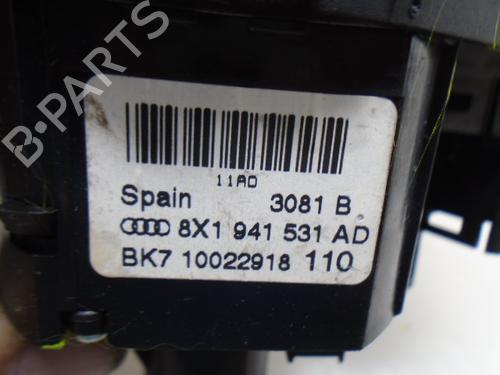 11AD
Spain 3081 B
8X1 941 531 AD
BK7 10022918 110
B-PARTS